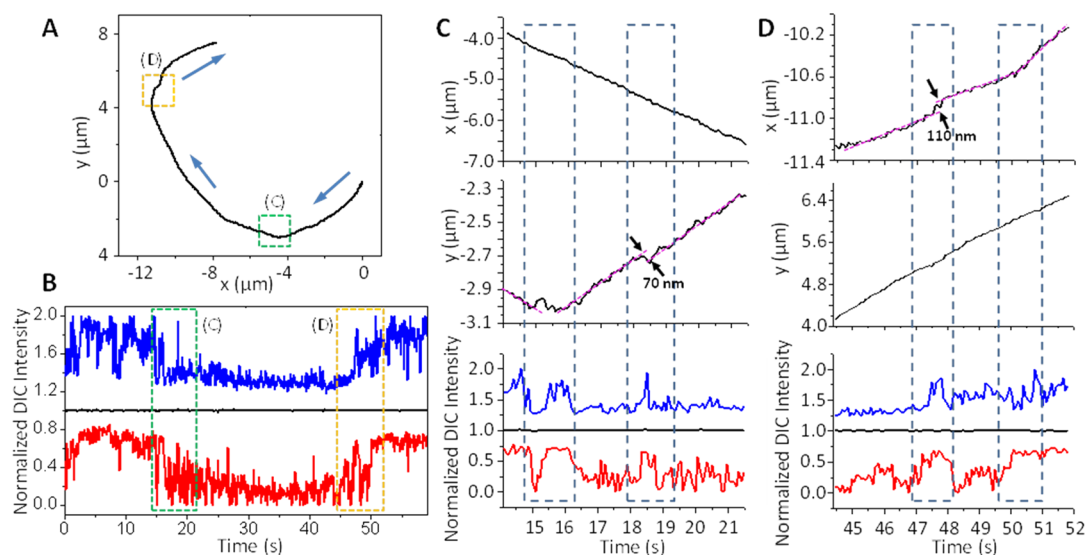 A
y (μm)
8
4
0
4
(D)
(C)
-12
-8
-4
0
x (μm)
B
Normalized DIC Intensity
2.0
1.6
1.2
0.8
0.4
0.0
(C)
(D)
0
10
20
30
40
50
Time (s)
C
x (μm)
-4.0
-5.0
-6.0
-7.0
y (μm)
-2.3
-2.5
-2.7
-2.9
-3.1
70 nm
Normalized DIC Intensity
2.0
1.5
1.0
0.5
0.0
15
16
17
18
19
20
21
Time (s)
D
x (μm)
-10.2
-10.6
-11.0
-11.4
110 nm
y (μm)
6.4
5.6
4.8
4.0
Normalized DIC Intensity
2.0
1.5
1.0
0.5
0.0
45
46
47
48
49
50
51
52
Time (s)